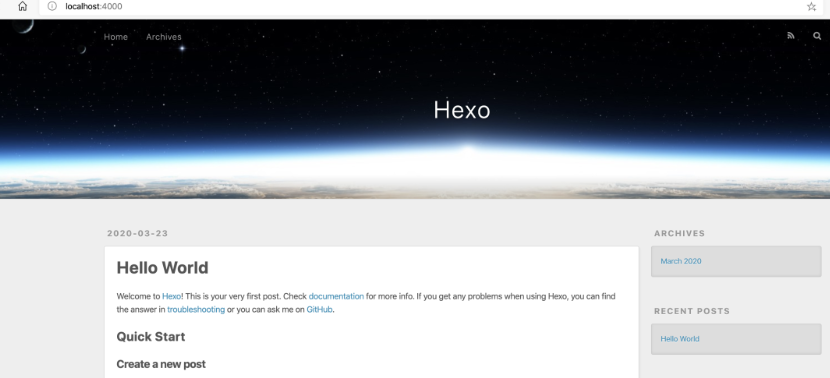 localhost:4000
Home Archives
Hexo
2020-03-23
Hello World
Welcome to Hexo! This is your very first post. Check documentation for more info. If you get any problems when using Hexo, you can find
the answer in troubleshooting or you can ask me on GitHub.
Quick Start
Create a new post
ARCHIVES
March 2020
RECENT POSTS
Hello World